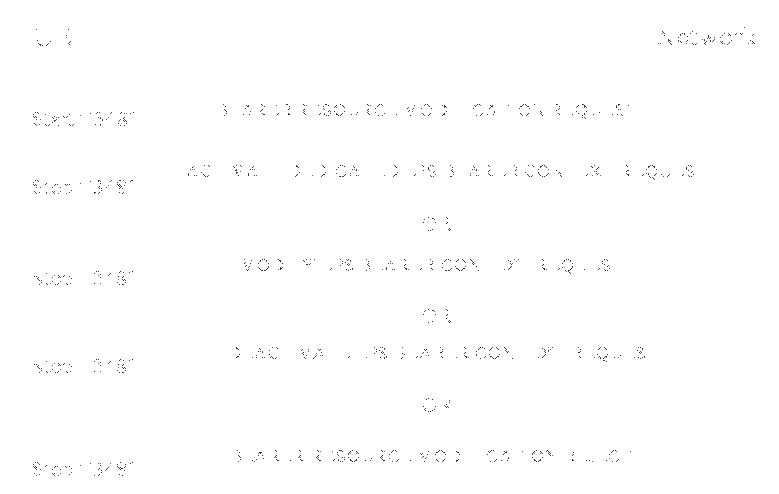 UE Network
BEARER RESOURCE MODIFICATION REQUEST
Start T3481
ACTIVATE DEDICATED EPS BEARER CONTEXT REQUEST
Stop T3481
OR
MODIFY EPS BEARER CONTEXT REQUEST
Stop T3481
OR
DEACTIVATE EPS BEARER CONTEXT REQUEST
Stop T3481
OR
BEARER RESOURCE MODIFICATION REJECT
Stop T3481